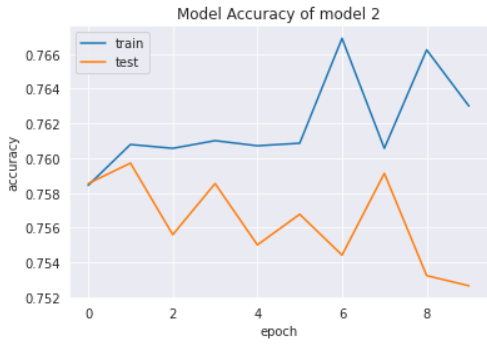 Model Accuracy of model 2
train
test
accuracy
0.766
0.764
0.762
0.760
0.758
0.756
0.754
0.752
0 2 4 6 8
epoch